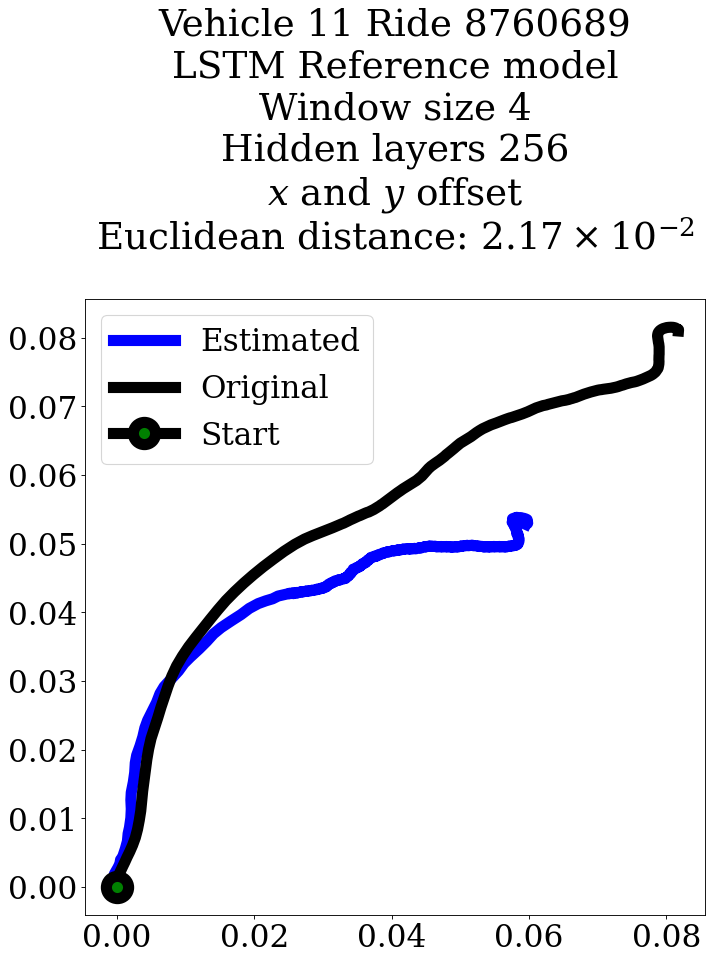 Vehicle 11 Ride 8760689
LSTM Reference model
Window size 4
Hidden layers 256
x and y offset
Euclidean distance: 2.17 × 10⁻²
Estimated
Original
Start
0.08
0.07
0.06
0.05
0.04
0.03
0.02
0.01
0.00
0.00 0.02 0.04 0.06 0.08